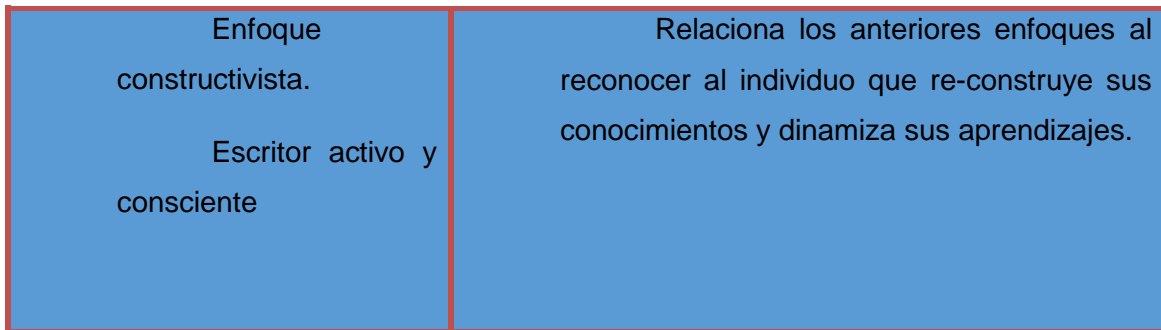 Enfoque
constructivista.
Escritor activo y
consciente
Relaciona los anteriores enfoques al
reconocer al individuo que re-construye sus
conocimientos y dinamiza sus aprendizajes.